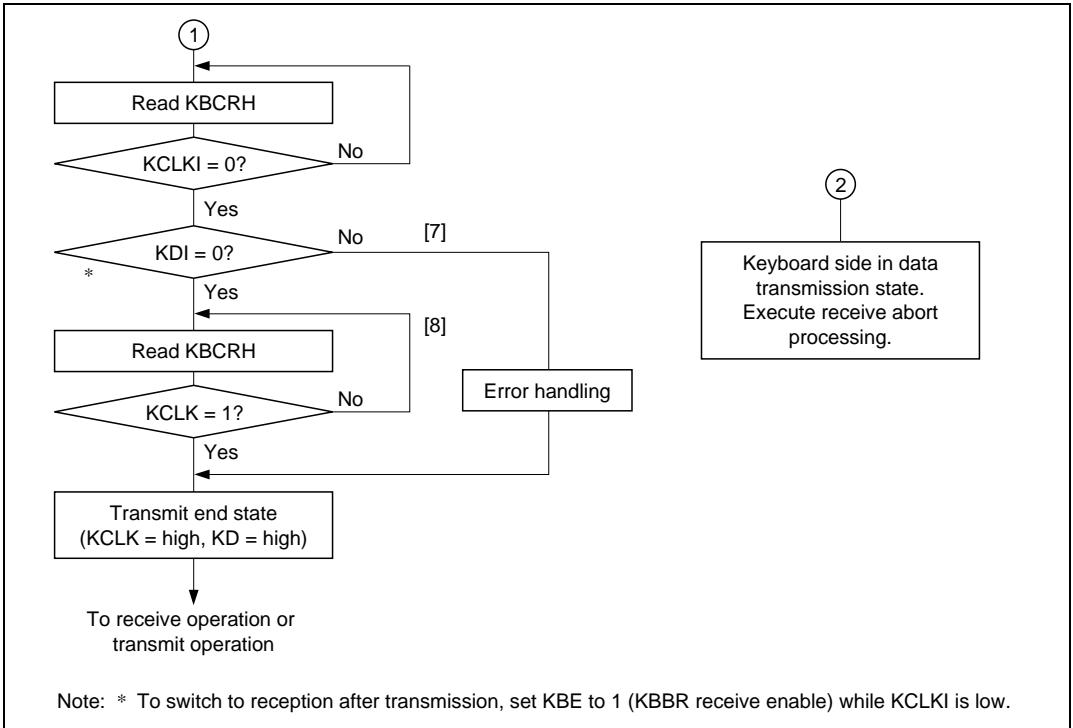 1
Read KBCRH
KCLKI = 0?
No
Yes
KDI = 0?
No
[7]
*
Yes
[8]
Read KBCRH
KCLK = 1?
No
Error handling
Yes
Transmit end state
(KCLK = high, KD = high)
To receive operation or
transmit operation
2
Keyboard side in data
transmission state.
Execute receive abort
processing.
Note: * To switch to reception after transmission, set KBE to 1 (KBBR receive enable) while KCLKI is low.